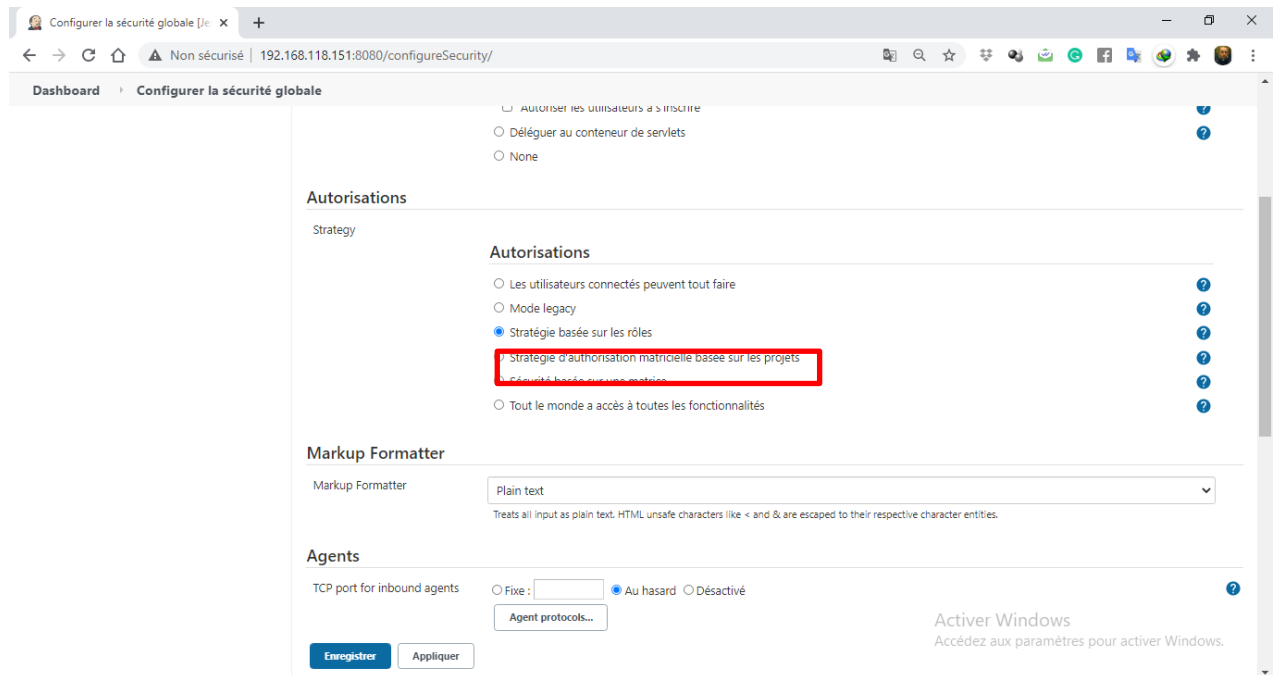 Configurer la sécurité globale [Je
Non sécurisé | 192.168.118.151:8080/configureSecurity/
Dashboard
Configurer la sécurité globale
Autoriser les utilisateurs à s'inscrire
Déléguer au conteneur de servlets
None
Autorisations
Strategy
Autorisations
Les utilisateurs connectés peuvent tout faire
Mode legacy
Stratégie basée sur les rôles
Stratégie d'authorisation matricielle basée sur les projets
Sécurité basée sur une matrice
Tout le monde a accès à toutes les fonctionnalités
Markup Formatter
Markup Formatter
Plain text
Treats all input as plain text. HTML unsafe characters like < and & are escaped to their respective character entities.
Agents
TCP port for inbound agents
Fixe :
Au hasard
Désactivé
Agent protocols...
Activer Windows
Accédez aux paramètres pour activer Windows.
Enregistrer
Appliquer